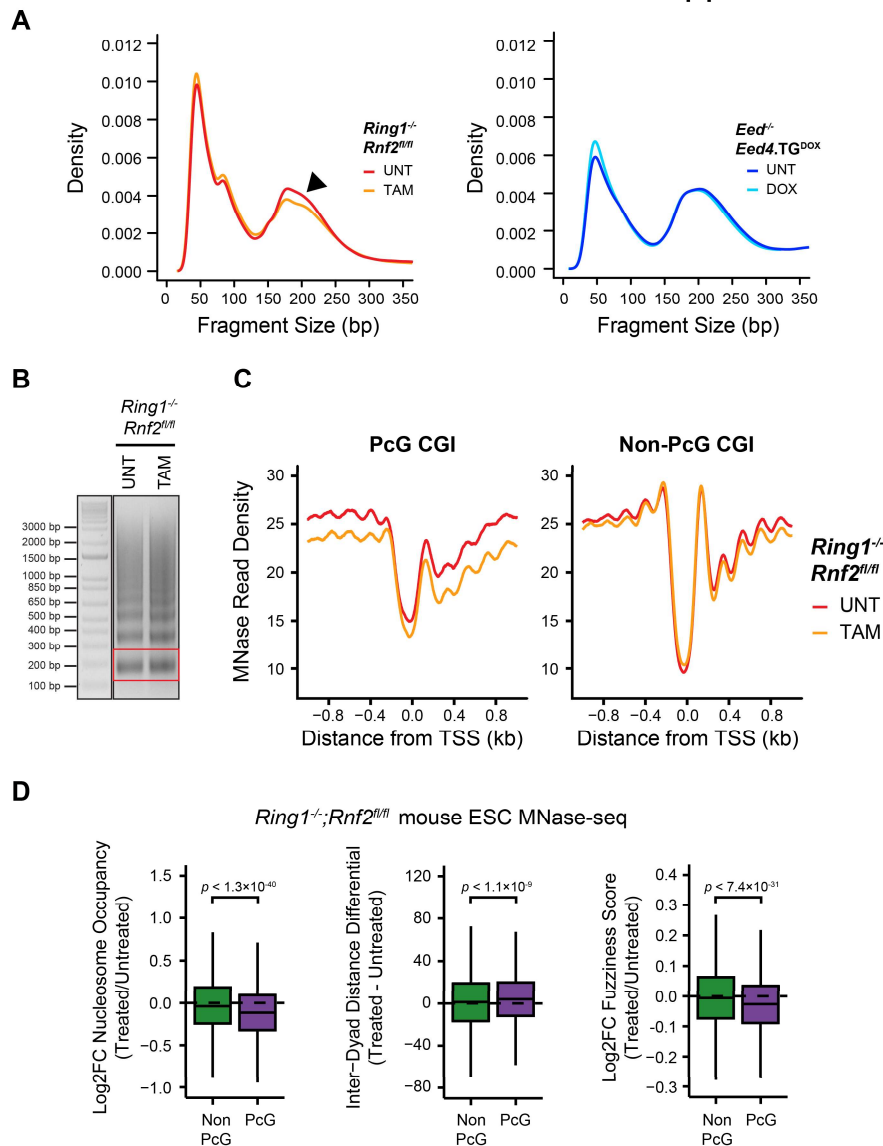 A
0.012
0.010
0.008
0.006
0.004
0.002
0.000
Density
0 50 100 150 200 250 300 350
Fragment Size (bp)
Ring1-/-
Rnf2fl/fl
UNT
TAM
0.012
0.010
0.008
0.006
0.004
0.002
0.000
Density
0 50 100 150 200 250 300 350
Fragment Size (bp)
Eed-/-
Eed4.TGDOX
UNT
DOX
B
Ring1-/-
Rnf2fl/fl
UNT TAM
3000 bp
2000 bp
1500 bp
1000 bp
850 bp
650 bp
500 bp
400 bp
300 bp
200 bp
100 bp
C
PcG CGI
30
25
20
15
10
MNase Read Density
−0.8 −0.4 0.0 0.4 0.8
Distance from TSS (kb)
Non-PcG CGI
30
25
20
15
10
−0.8 −0.4 0.0 0.4 0.8
Distance from TSS (kb)
Ring1-/-
Rnf2fl/fl
UNT
TAM
D
Ring1-/-;Rnf2fl/fl mouse ESC MNase-seq
Log2FC Nucleosome Occupancy
(Treated/Untreated)
1.5
1.0
0.5
0.0
−0.5
−1.0
p < 1.3×10-40
Non
PcG
PcG
Inter−Dyad Distance Differential
(Treated - Untreated)
120
80
40
0
−40
−80
p < 1.1×10-9
Non
PcG
PcG
Log2FC Fuzziness Score
(Treated/Untreated)
0.4
0.3
0.2
0.1
0.0
−0.1
−0.2
−0.3
p < 7.4×10-31
Non
PcG
PcG